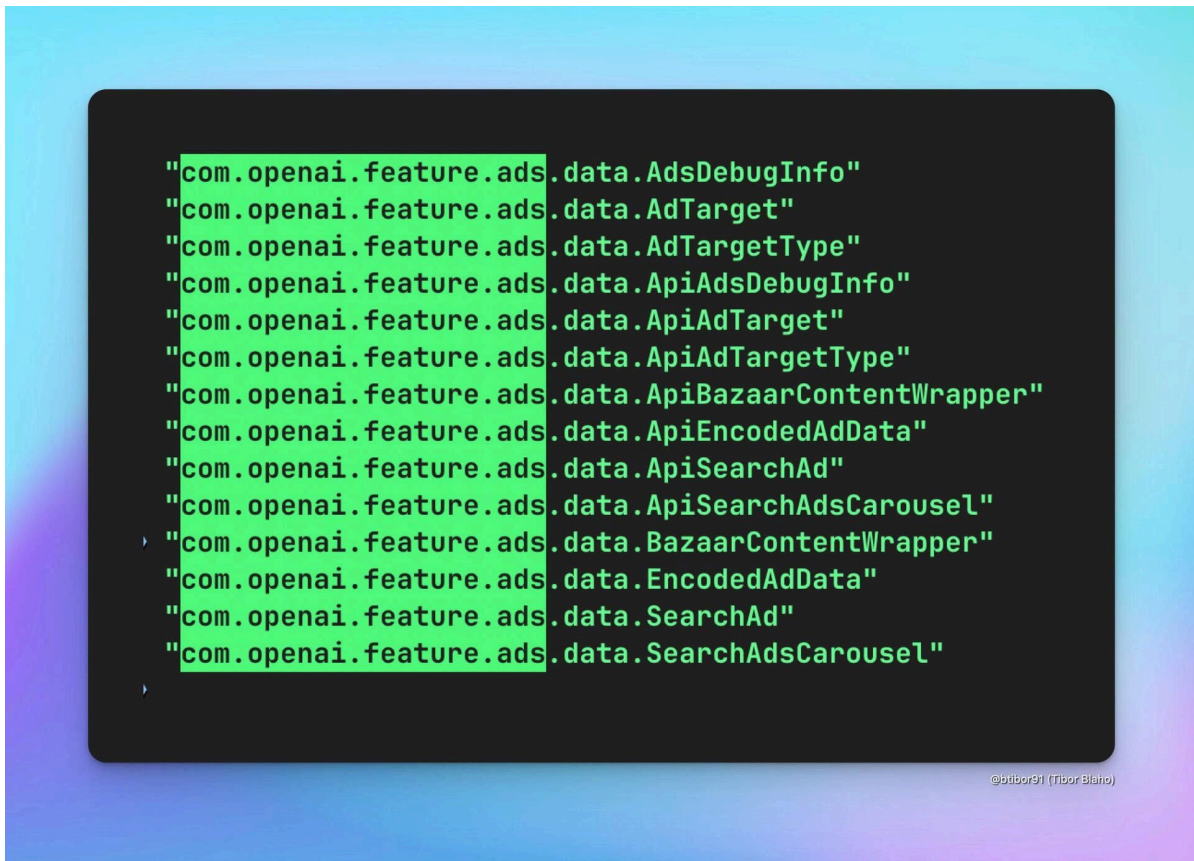 "com.openai.feature.ads.data.AdsDebugInfo"
"com.openai.feature.ads.data.AdTarget"
"com.openai.feature.ads.data.AdTargetType"
"com.openai.feature.ads.data.ApiAdsDebugInfo"
"com.openai.feature.ads.data.ApiAdTarget"
"com.openai.feature.ads.data.ApiAdTargetType"
"com.openai.feature.ads.data.ApiBazaarContentWrapper"
"com.openai.feature.ads.data.ApiEncodedAdData"
"com.openai.feature.ads.data.ApiSearchAd"
"com.openai.feature.ads.data.ApiSearchAdsCarousel"
"com.openai.feature.ads.data.BazaarContentWrapper"
"com.openai.feature.ads.data.EncodedAdData"
"com.openai.feature.ads.data.SearchAd"
"com.openai.feature.ads.data.SearchAdsCarousel"
@btibor91 (Tibor Blaho)